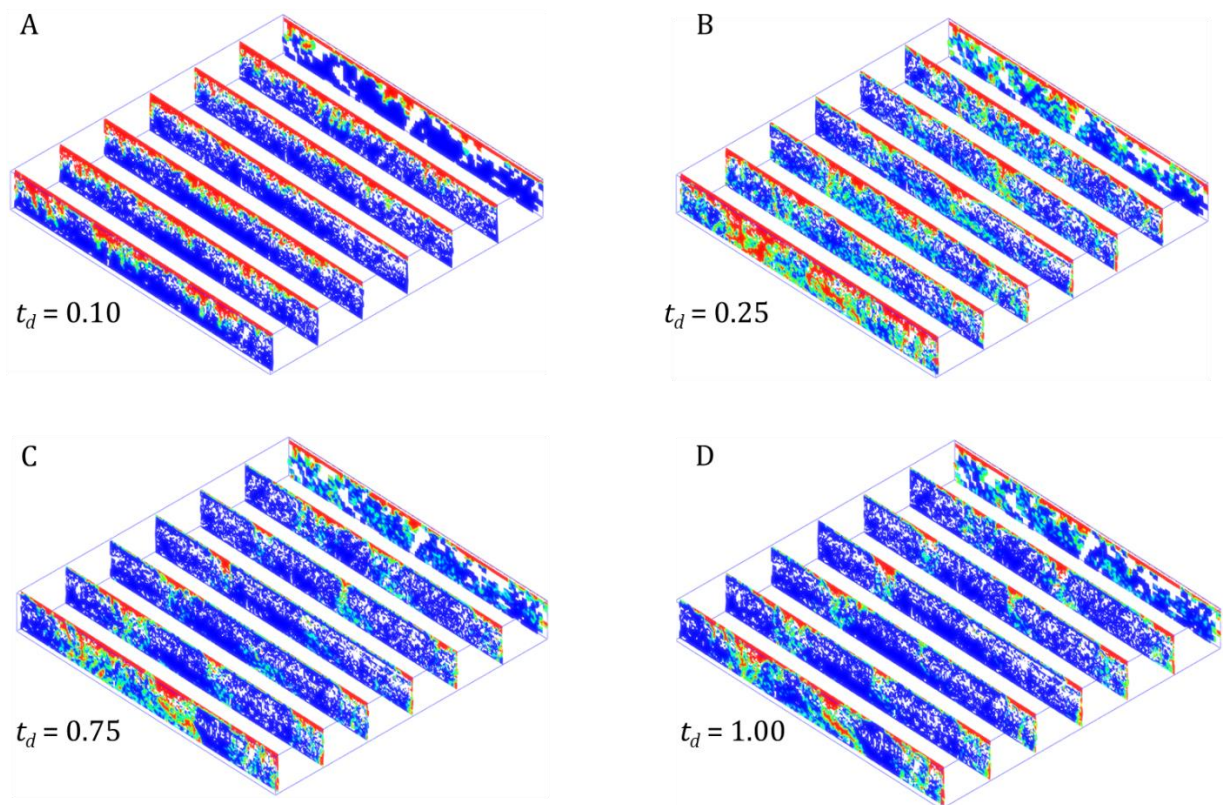 A
B
t_d = 0.10
t_d = 0.25
C
D
t_d = 0.75
t_d = 1.00